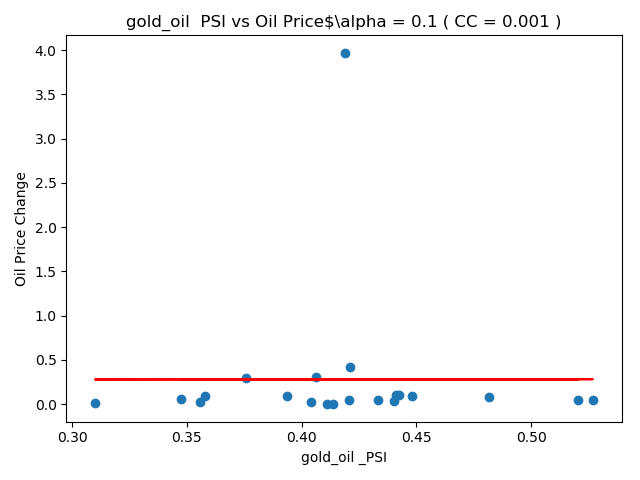 gold_oil  PSI vs Oil Price$\alpha = 0.1 ( CC = 0.001 )
Oil Price Change
4.0
3.5
3.0
2.5
2.0
1.5
1.0
0.5
0.0
0.30 0.35 0.40 0.45 0.50
gold_oil _PSI